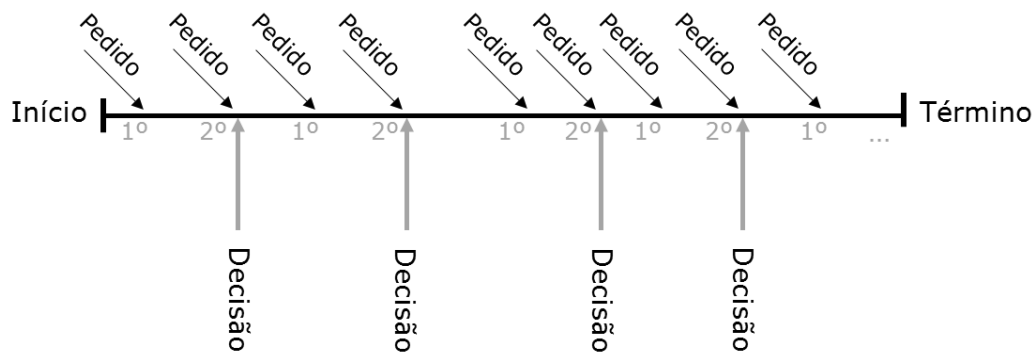 Pedido
Pedido
Pedido
Pedido
Pedido
Pedido
Pedido
Pedido
Pedido
Início
Término
1º
2º
1º
2º
1º
2º
1º
2º
1º
...
Decisão
Decisão
Decisão
Decisão